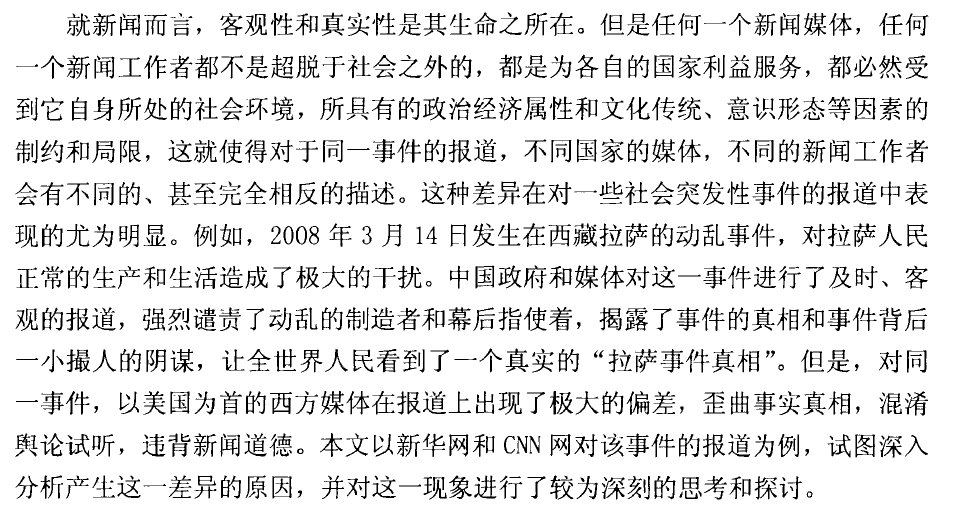 就新闻而言，客观性和真实性是其生命之所在。但是任何一个新闻媒体，任何
一个新闻工作者都不是超脱于社会之外的，都是为各自的国家利益服务，都必然受
到它自身所处的社会环境，所具有的政治经济属性和文化传统、意识形态等因素的
制约和局限，这就使得对于同一事件的报道，不同国家的媒体，不同的新闻工作者
会有不同的、甚至完全相反的描述。这种差异在对一些社会突发性事件的报道中表
现的尤为明显。例如，2008 年 3 月 14 日发生在西藏拉萨的动乱事件，对拉萨人民
正常的生产和生活造成了极大的干扰。中国政府和媒体对这一事件进行了及时、客
观的报道，强烈谴责了动乱的制造者和幕后指使着，揭露了事件的真相和事件背后
一小撮人的阴谋，让全世界人民看到了一个真实的“拉萨事件真相”。但是，对同
一事件，以美国为首的西方媒体在报道上出现了极大的偏差，歪曲事实真相，混淆
舆论试听，违背新闻道德。本文以新华网和 CNN 网对该事件的报道为例，试图深入
分析产生这一差异的原因，并对这一现象进行了较为深刻的思考和探讨。